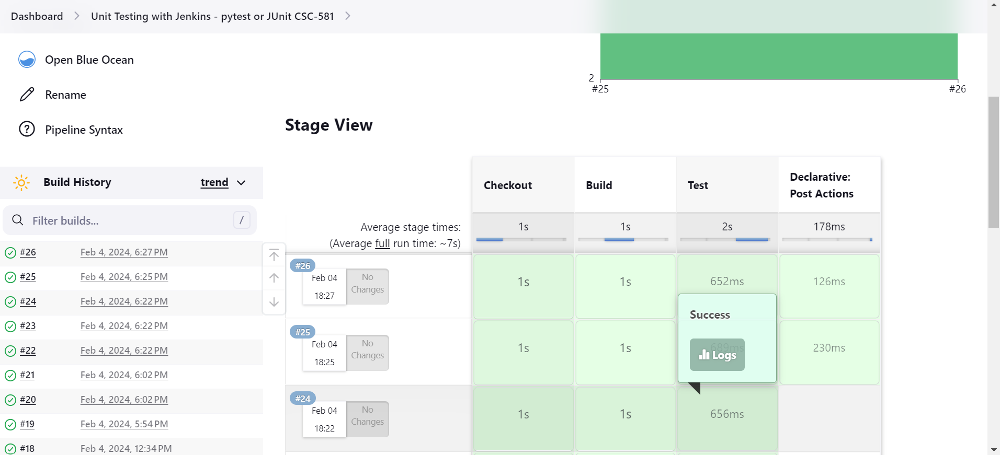 Dashboard
Unit Testing with Jenkins - pytest or JUnit CSC-581
Open Blue Ocean
Rename
Pipeline Syntax
Build History
trend
Filter builds...
/
#26 Feb 4, 2024, 6:27 PM
#25 Feb 4, 2024, 6:25 PM
#24 Feb 4, 2024, 6:22 PM
#23 Feb 4, 2024, 6:22 PM
#22 Feb 4, 2024, 6:22 PM
#21 Feb 4, 2024, 6:02 PM
#20 Feb 4, 2024, 6:02 PM
#19 Feb 4, 2024, 5:54 PM
#18 Feb 4, 2024, 12:34 PM
2
#25
#26
Stage View
Checkout
Build
Test
Declarative:
Post Actions
Average stage times:
(Average full run time: ~7s)
1s
1s
2s
178ms
#26
Feb 04
18:27
No
Changes
1s
1s
652ms
126ms
#25
Feb 04
18:25
No
Changes
1s
1s
689ms
230ms
Success
Logs
#24
Feb 04
18:22
No
Changes
1s
1s
656ms